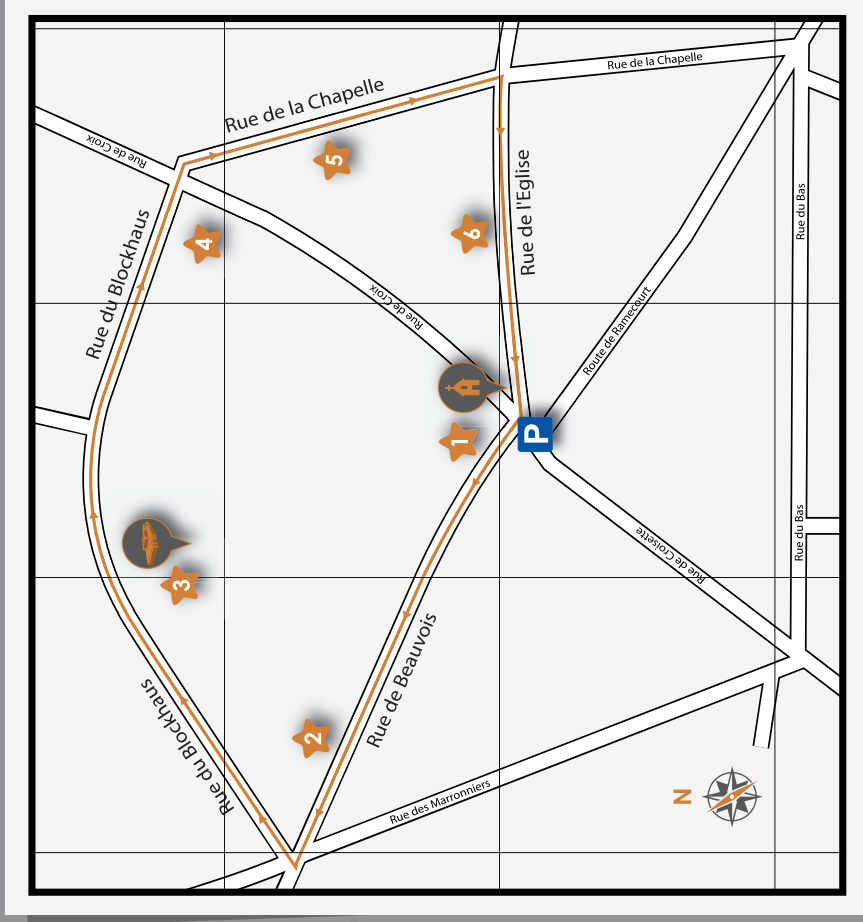 Rue de la Chapelle
Rue de la Chapelle
Rue de Croix
5
Rue de l'Eglise
6
4
Rue du Blockhaus
Rue du Bas
Rue de Croix
Route de Ramecourt
1
P
3
Rue du Bas
Rue de Croisette
Rue de Beauvois
Rue du Blockhaus
2
Rue des Marronniers
N